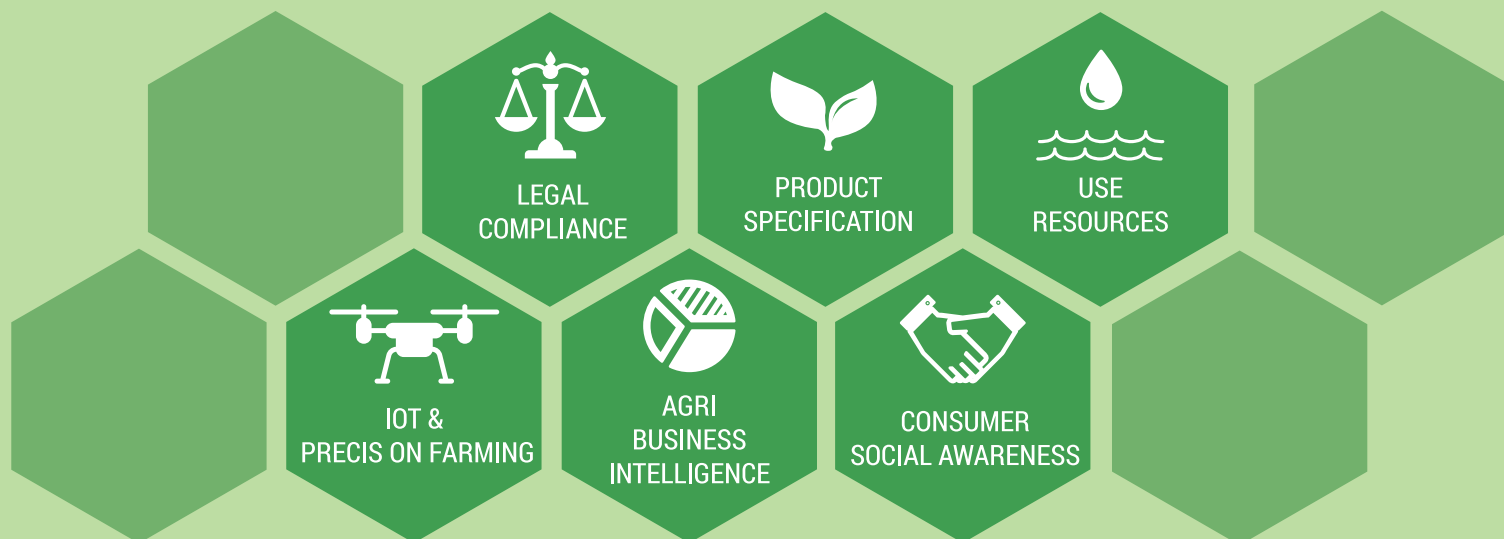 LEGAL
COMPLIANCE
PRODUCT
SPECIFICATION
USE
RESOURCES
IOT &
PRECIS ON FARMING
AGRI
BUSINESS
INTELLIGENCE
CONSUMER
SOCIAL AWARENESS